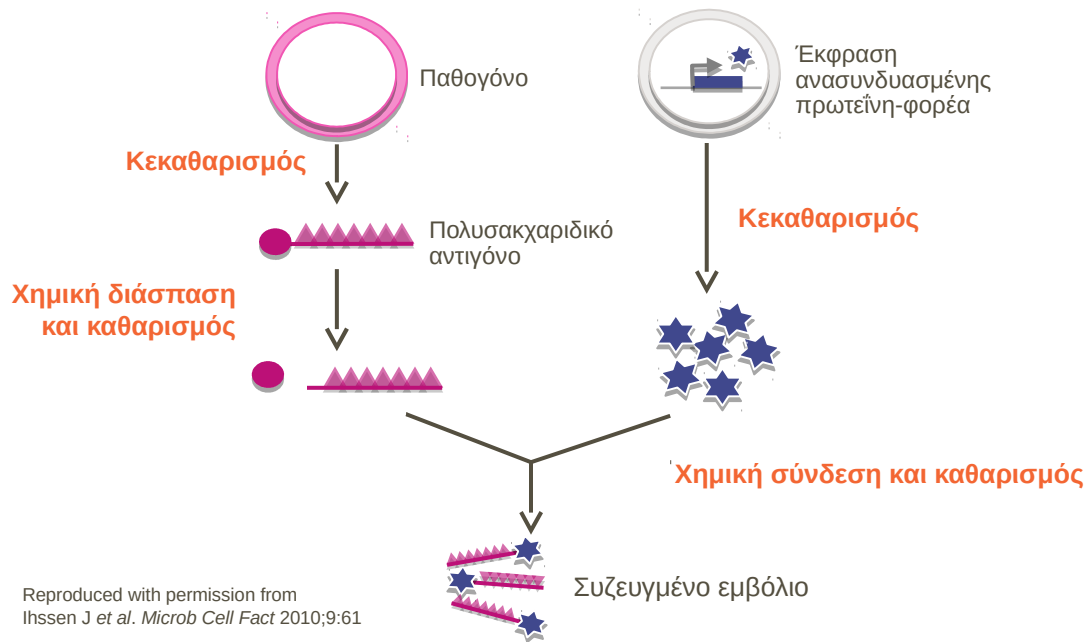 Παθογόνο
Έκφραση
ανασυνδυασμένης
πρωτεΐνη-φορέα
Κεκαθαρισμός
Κεκαθαρισμός
Πολυσακχαριδικό
αντιγόνο
Χημική διάσπαση
και καθαρισμός
Χημική σύνδεση και καθαρισμός
Συζευγμένο εμβόλιο
Reproduced with permission from
Ihssen J et al. Microb Cell Fact 2010;9:61